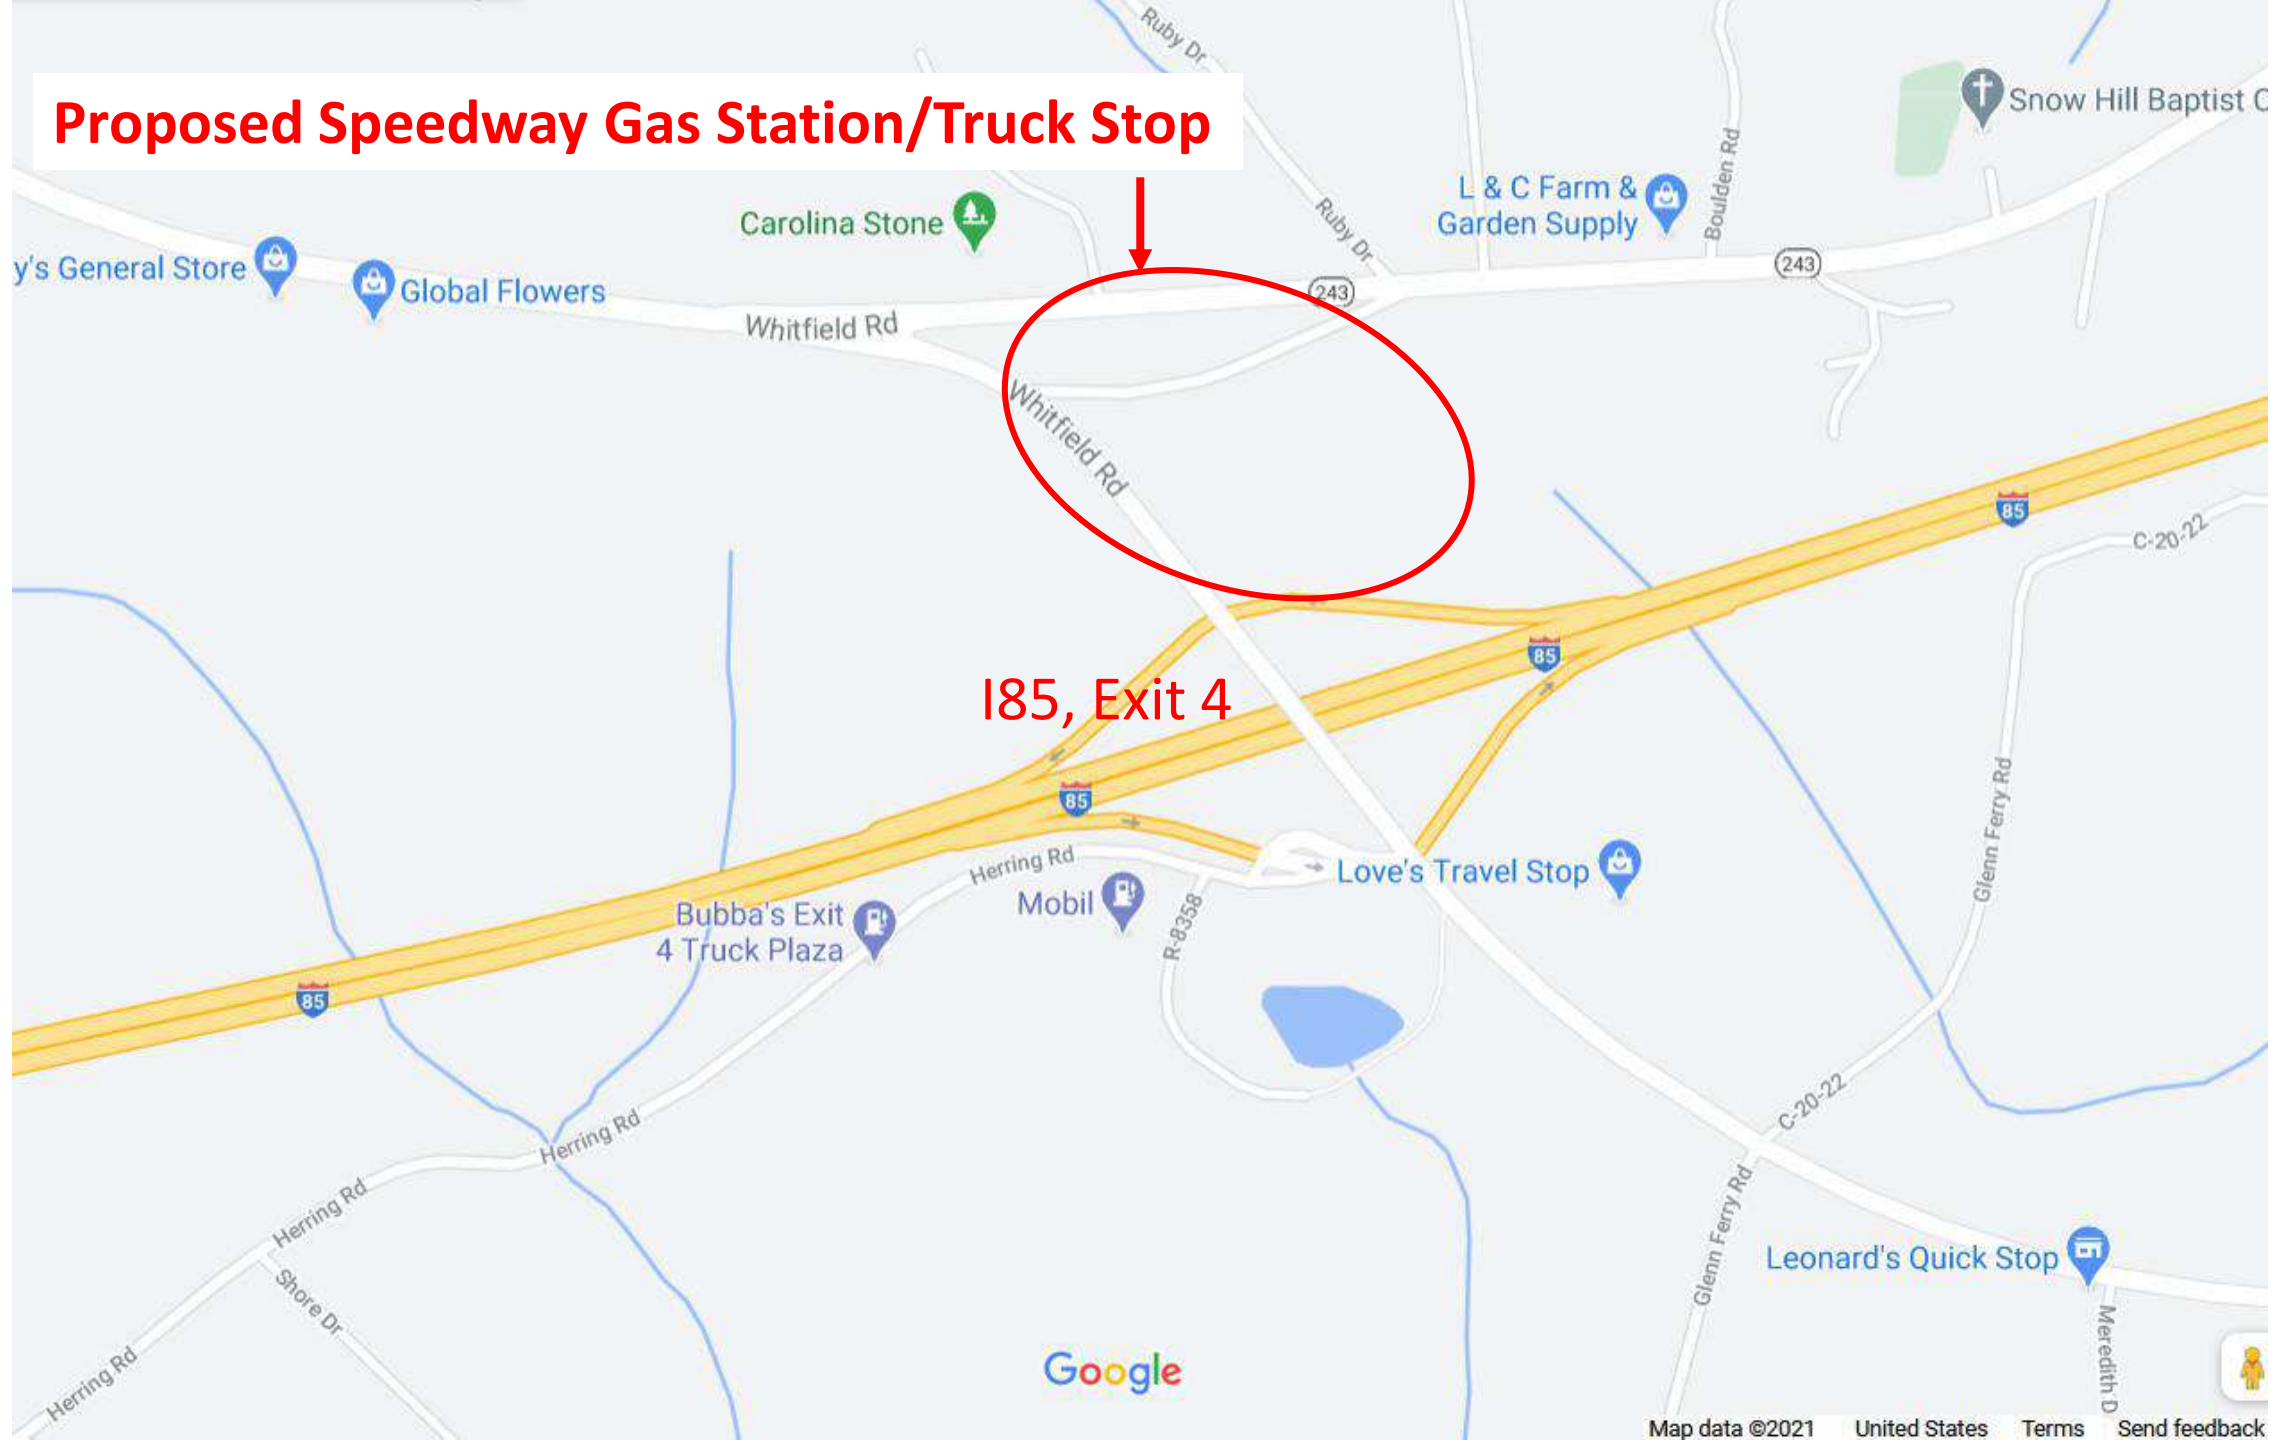 Ruby Dr
Proposed Speedway Gas Station/Truck Stop
Snow Hill Baptist C
Boulden Rd
L & C Farm &
Garden Supply
Carolina Stone
Ruby Dr
y's General Store
Global Flowers
243
243
Whitfield Rd
Whitfield Rd
85
C-20-22
85
I85, Exit 4
85
Glenn Ferry Rd
Herring Rd
Love's Travel Stop
Mobil
Bubba's Exit
4 Truck Plaza
R-8358
85
C-20-22
Herring Rd
Herring Rd
Glenn Ferry Rd
Leonard's Quick Stop
Shore Dr
Meredith D
Herring Rd
Google
Map data ©2021 United States Terms Send feedback